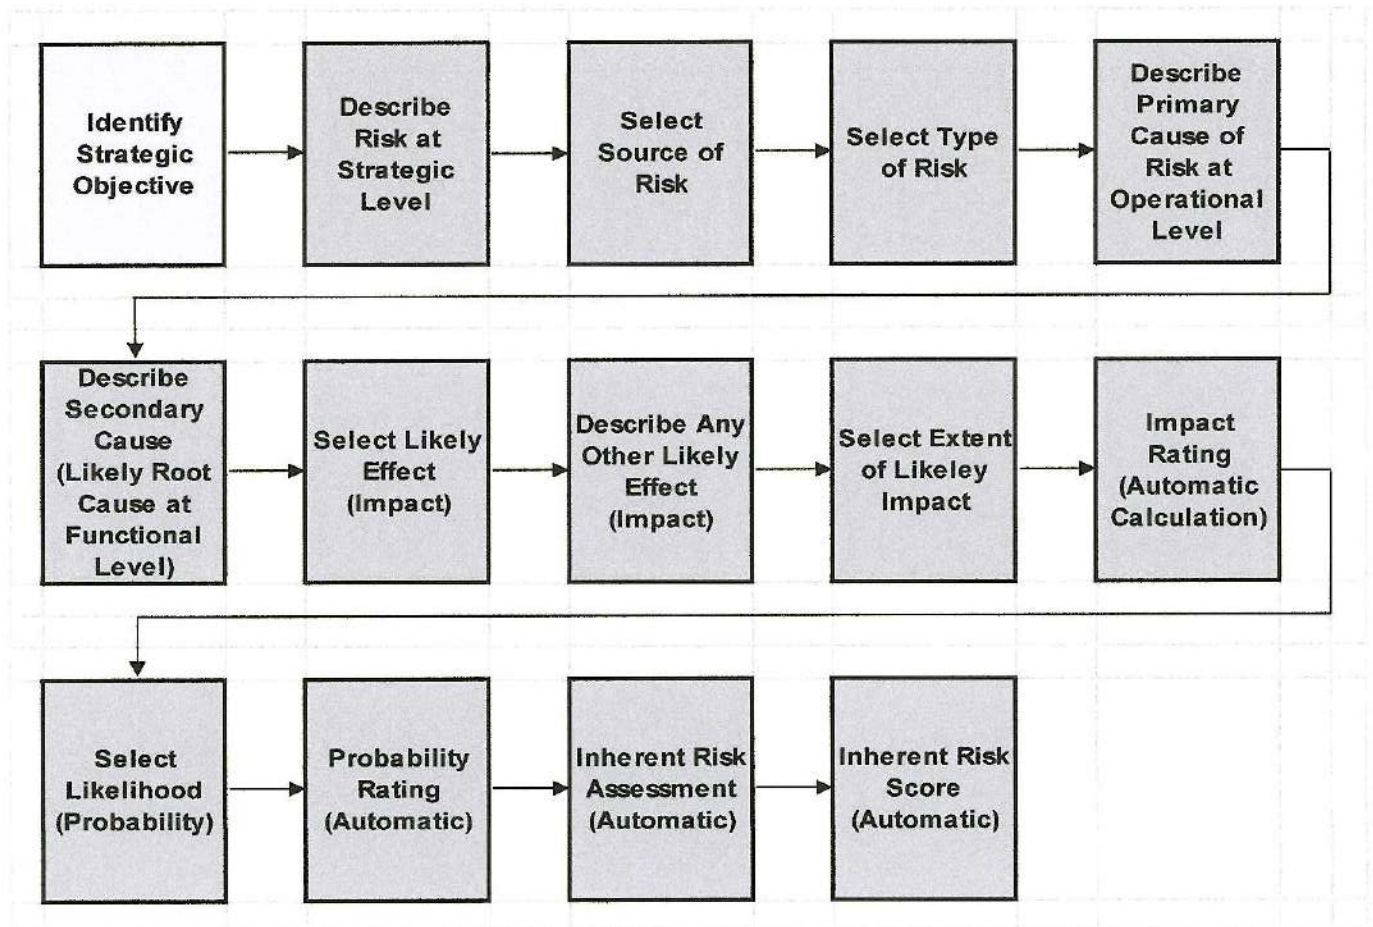 Identify
Strategic
Objective
Describe
Risk at
Strategic
Level
Select
Source of
Risk
Select Type
of Risk
Describe
Primary
Cause of
Risk at
Operational
Level
Describe
Secondary
Cause
(Likely Root
Cause at
Functional
Level)
Select Likely
Effect
(Impact)
Describe Any
Other Likely
Effect
(Impact)
Select Extent
of Likeley
Impact
Impact
Rating
(Automatic
Calculation)
Select
Likelihood
(Probability)
Probability
Rating
(Automatic)
Inherent Risk
Assessment
(Automatic)
Inherent Risk
Score
(Automatic)